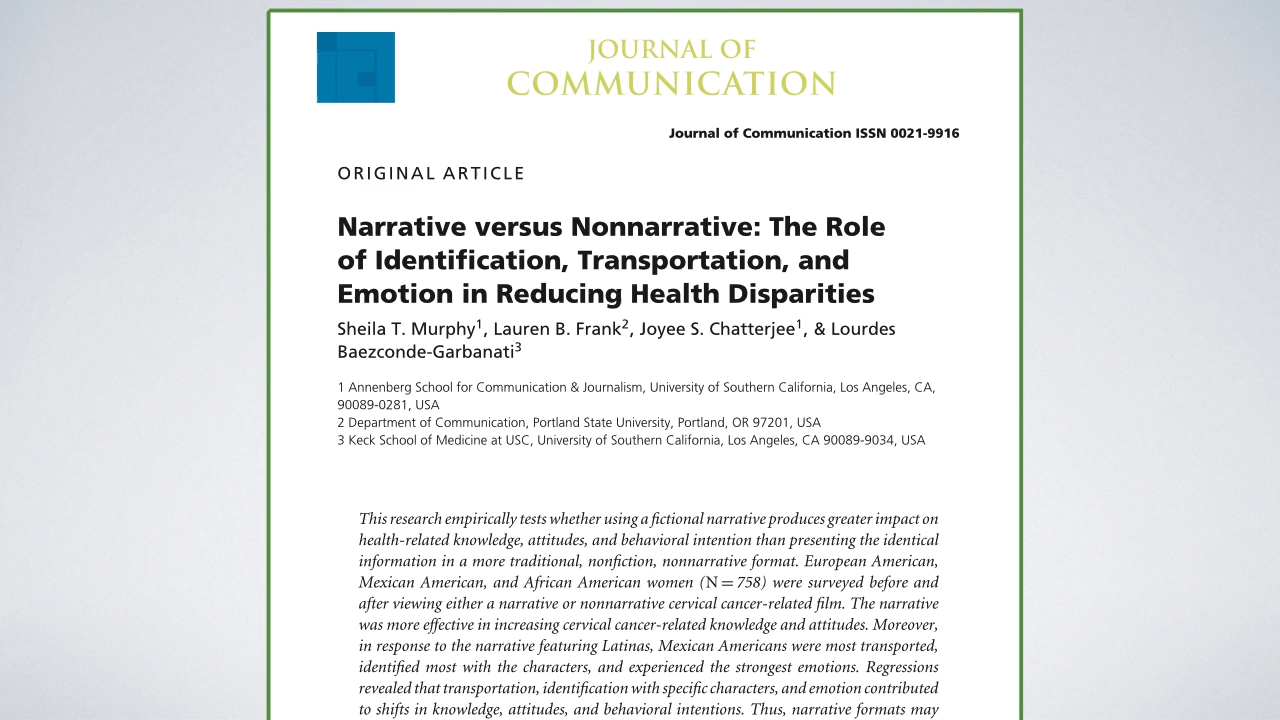 JOURNAL OF
COMMUNICATION
Journal of Communication ISSN 0021-9916
ORIGINAL ARTICLE
Narrative versus Nonnarrative: The Role
of Identification, Transportation, and
Emotion in Reducing Health Disparities
Sheila T. Murphy¹, Lauren B. Frank², Joyee S. Chatterjee¹, & Lourdes
Baezconde-Garbanati³
1 Annenberg School for Communication & Journalism, University of Southern California, Los Angeles, CA,
90089-0281, USA
2 Department of Communication, Portland State University, Portland, OR 97201, USA
3 Keck School of Medicine at USC, University of Southern California, Los Angeles, CA 90089-9034, USA
This research empirically tests whether using a fictional narrative produces greater impact on
health-related knowledge, attitudes, and behavioral intention than presenting the identical
information in a more traditional, nonfiction, nonnarrative format. European American,
Mexican American, and African American women (N = 758) were surveyed before and
after viewing either a narrative or nonnarrative cervical cancer-related film. The narrative
was more effective in increasing cervical cancer-related knowledge and attitudes. Moreover,
in response to the narrative featuring Latinas, Mexican Americans were most transported,
identified most with the characters, and experienced the strongest emotions. Regressions
revealed that transportation, identification with specific characters, and emotion contributed
to shifts in knowledge, attitudes, and behavioral intentions. Thus, narrative formats may